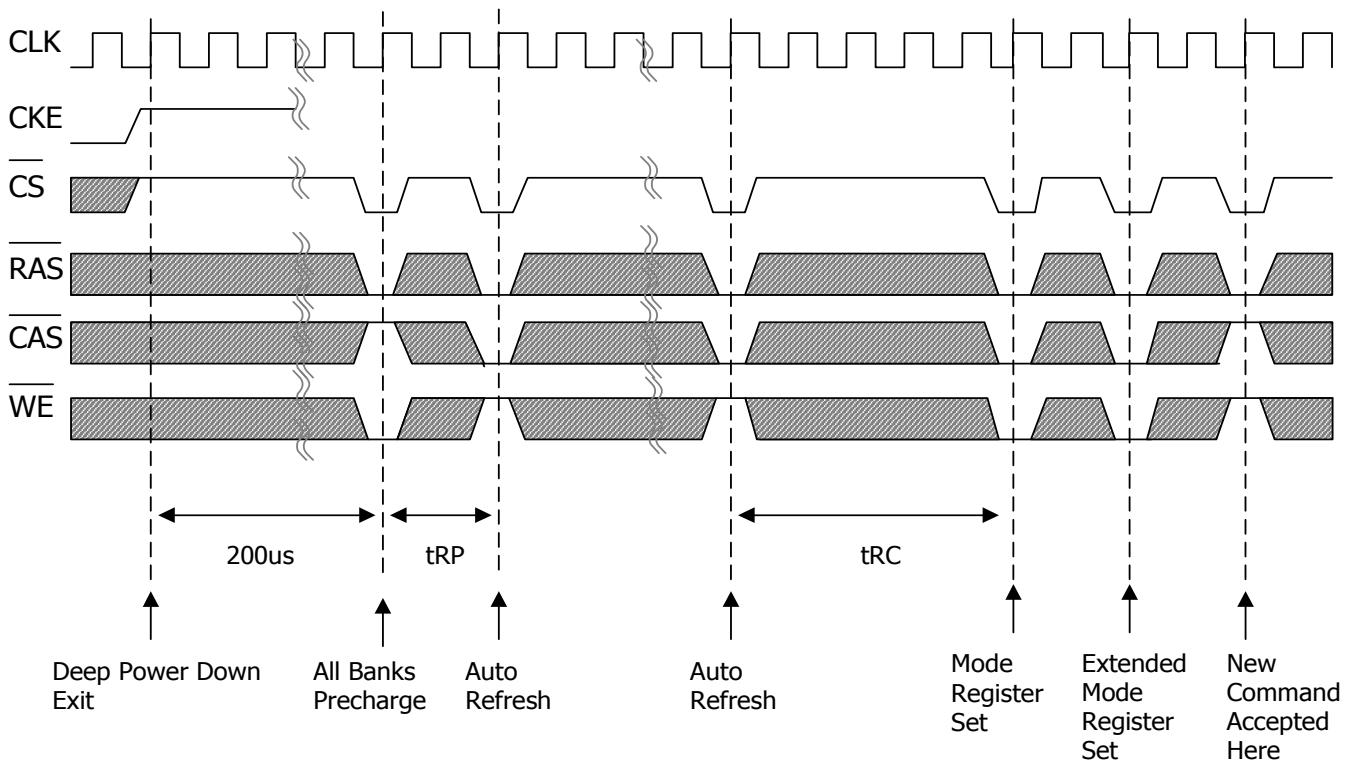 CLK
CKE
CS
RAS
CAS
WE
200us
tRP
tRC
Deep Power Down
Exit
All Banks
Precharge
Auto
Refresh
Auto
Refresh
Mode
Register
Set
Extended
Mode
Register
Set
New
Command
Accepted
Here